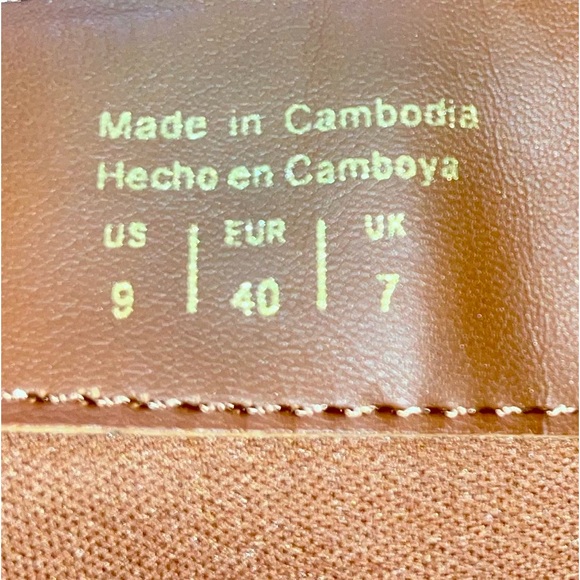 Made in Cambodia
Hecho en Camboya
US | EUR | UK
9 | 40 | 7